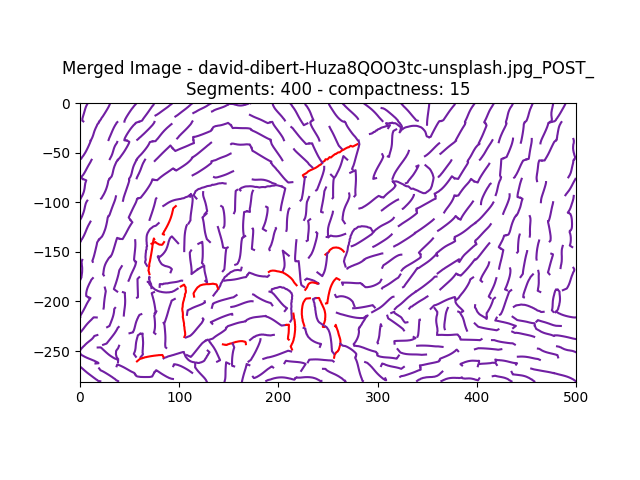 Merged Image - david-dibert-Huza8QOO3tc-unsplash.jpg_POST_
Segments: 400 - compactness: 15
0
−50
−100
−150
−200
−250
0 100 200 300 400 500